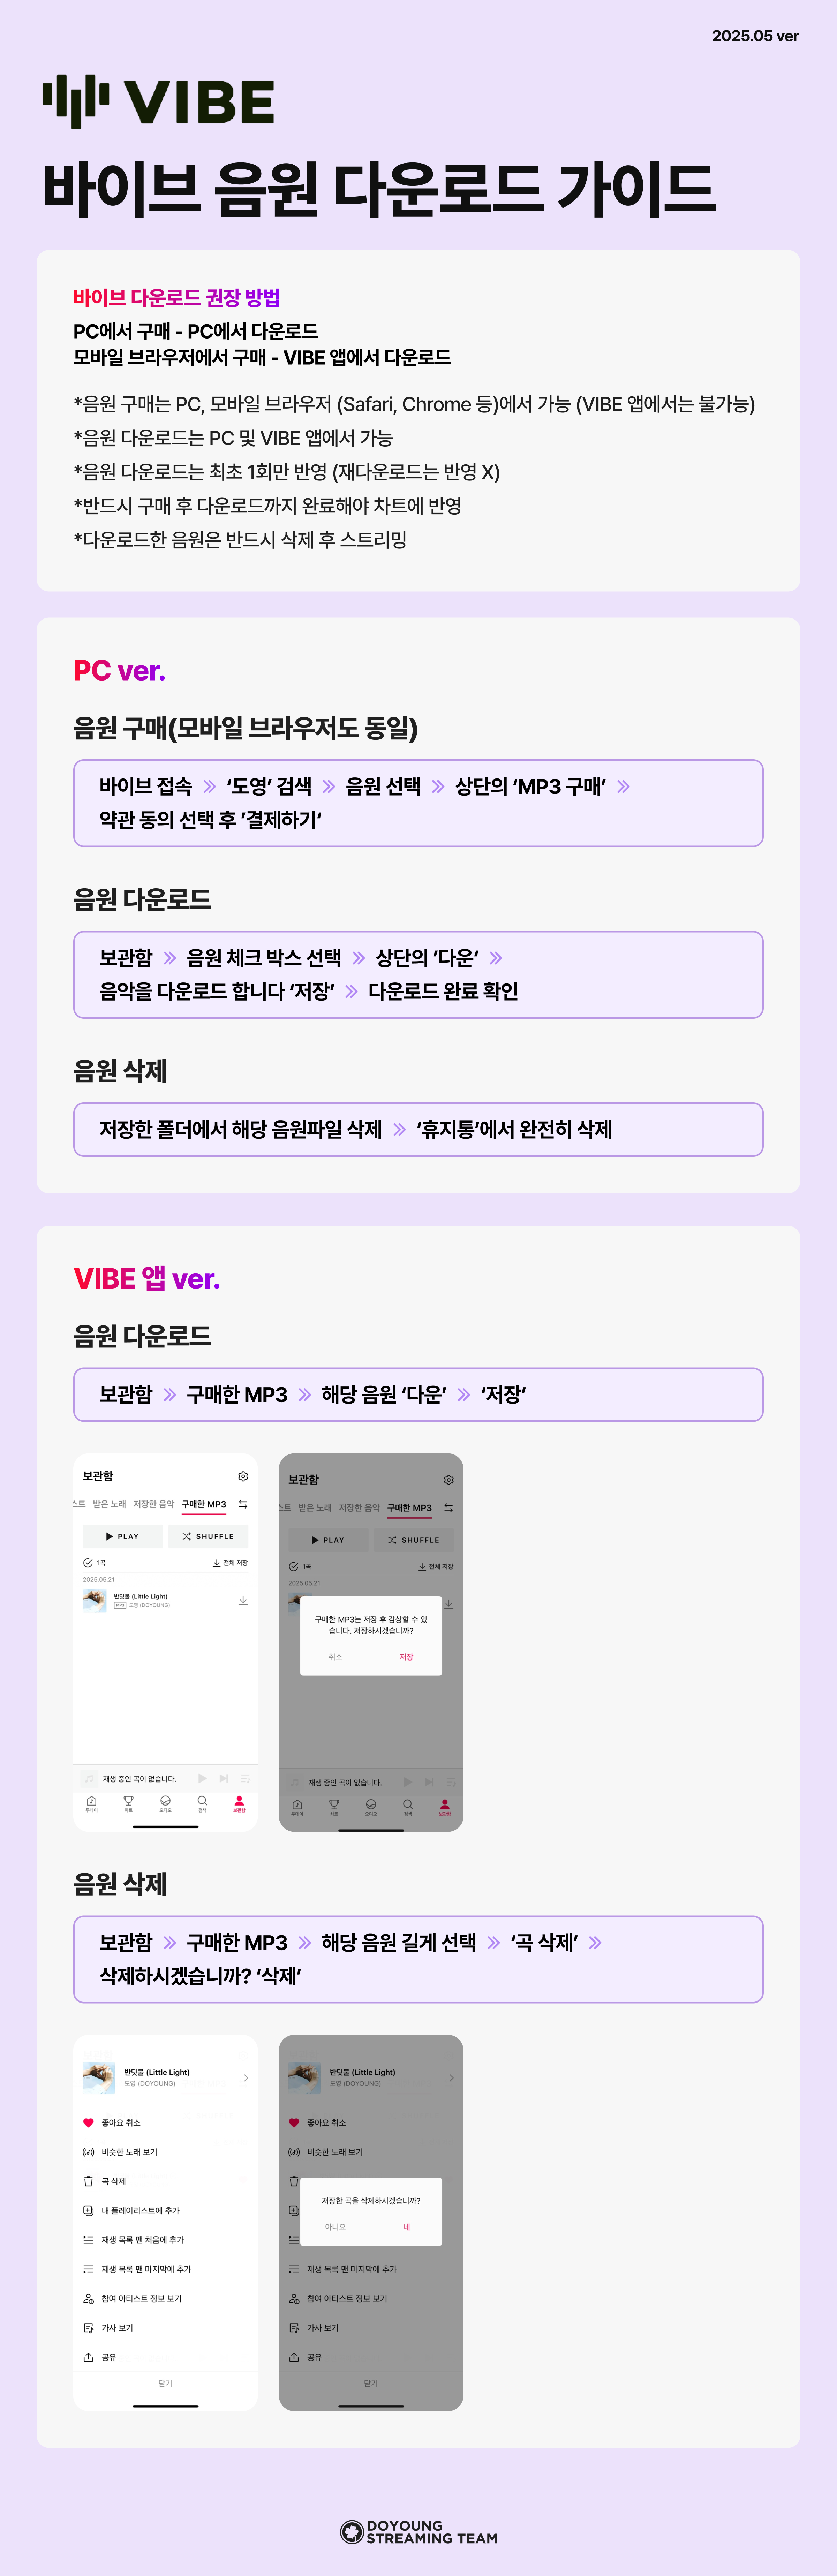 2025.05 ver
VIBE
바이브 음원 다운로드 가이드
바이브 다운로드 권장 방법
PC에서 구매 - PC에서 다운로드
모바일 브라우저에서 구매 - VIBE 앱에서 다운로드
*음원 구매는 PC, 모바일 브라우저 (Safari, Chrome 등)에서 가능 (VIBE 앱에서는 불가능)
*음원 다운로드는 PC 및 VIBE 앱에서 가능
*음원 다운로드는 최초 1회만 반영 (재다운로드는 반영 X)
*반드시 구매 후 다운로드까지 완료해야 차트에 반영
*다운로드한 음원은 반드시 삭제 후 스트리밍
PC ver.
음원 구매(모바일 브라우저도 동일)
바이브 접속 » ‘도영’ 검색 » 음원 선택 » 상단의 ‘MP3 구매’ »
약관 동의 선택 후 ’결제하기‘
음원 다운로드
보관함 » 음원 체크 박스 선택 » 상단의 ’다운‘ »
음악을 다운로드 합니다 ‘저장’ » 다운로드 완료 확인
음원 삭제
저장한 폴더에서 해당 음원파일 삭제 » ‘휴지통’에서 완전히 삭제
VIBE 앱 ver.
음원 다운로드
보관함 » 구매한 MP3 » 해당 음원 ‘다운’ » ‘저장’
보관함
스트 받은 노래 저장한 음악 구매한 MP3
PLAY SHUFFLE
1곡 전체 저장
2025.05.21
반딧불 (Little Light)
MP3 도영 (DOYOUNG)
재생 중인 곡이 없습니다.
투데이 차트 오디오 검색 보관함
보관함
스트 받은 노래 저장한 음악 구매한 MP3
PLAY SHUFFLE
1곡 전체 저장
2025.05.21
구매한 MP3는 저장 후 감상할 수 있
습니다. 저장하시겠습니까?
취소 저장
재생 중인 곡이 없습니다.
투데이 차트 오디오 검색 보관함
음원 삭제
보관함 » 구매한 MP3 » 해당 음원 길게 선택 » ‘곡 삭제’ »
삭제하시겠습니까? ‘삭제’
반딧불 (Little Light)
도영 (DOYOUNG)
좋아요 취소
비슷한 노래 보기
곡 삭제
내 플레이리스트에 추가
재생 목록 맨 처음에 추가
재생 목록 맨 마지막에 추가
참여 아티스트 정보 보기
가사 보기
공유
닫기
반딧불 (Little Light)
도영 (DOYOUNG)
좋아요 취소
비슷한 노래 보기
저장한 곡을 삭제하시겠습니까?
아니요 네
재생 목록 맨 마지막에 추가
참여 아티스트 정보 보기
가사 보기
공유
닫기
DOYOUNG
STREAMING TEAM